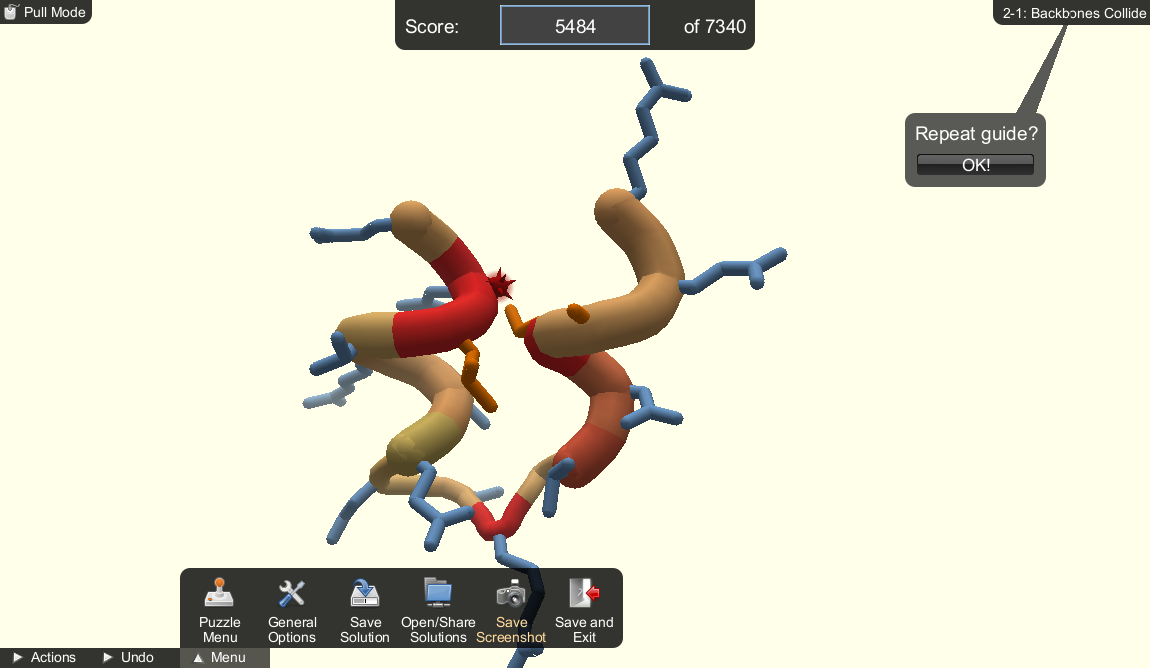 Pull Mode
Score: 5484 of 7340
2-1: Backbones Collide
Repeat guide?
OK!
Puzzle Menu
General Options
Save Solution
Open/Share Solutions
Save Screenshot
Save and Exit
Actions
Undo
Menu